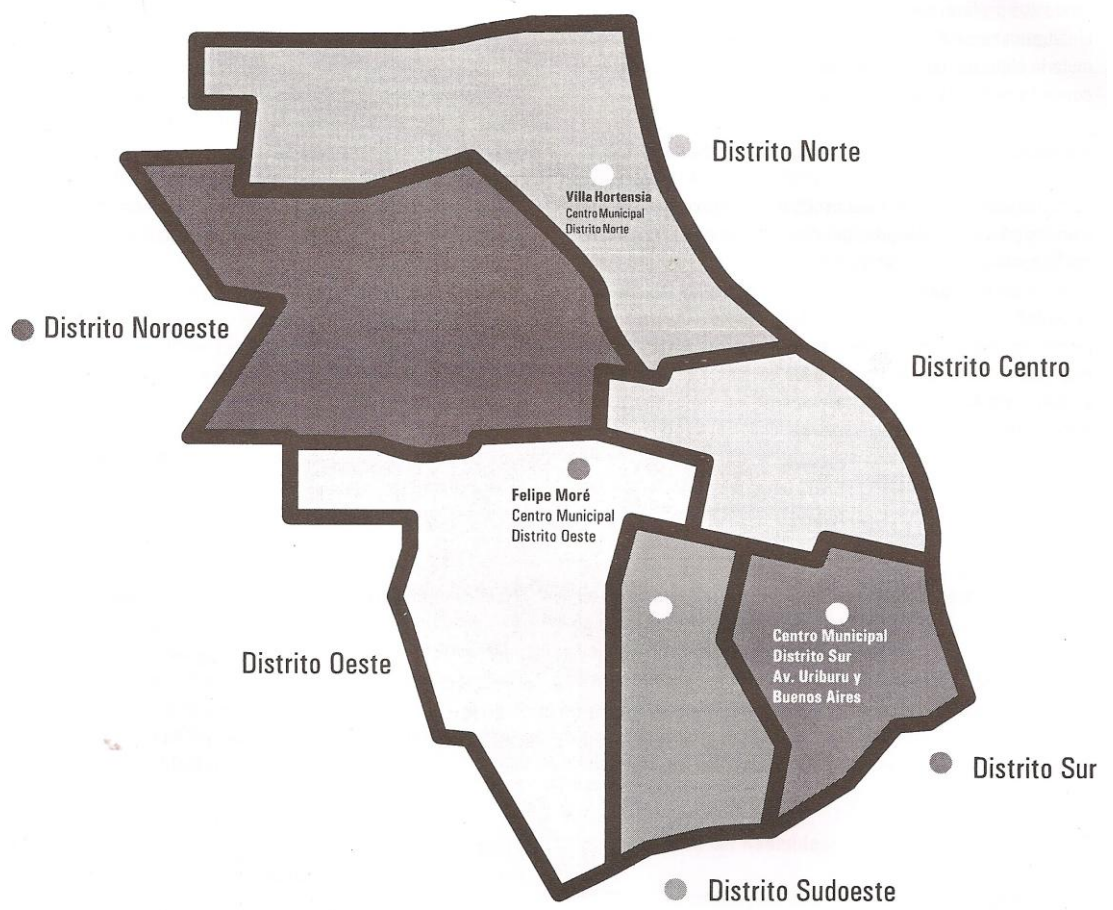 Distrito Norte
Villa Hortensia
Centro Municipal
Distrito Norte
Distrito Noroeste
Distrito Centro
Felipe Moré
Centro Municipal
Distrito Oeste
Centro Municipal
Distrito Sur
Av. Uriburu y
Buenos Aires
Distrito Oeste
Distrito Sur
Distrito Sudoeste